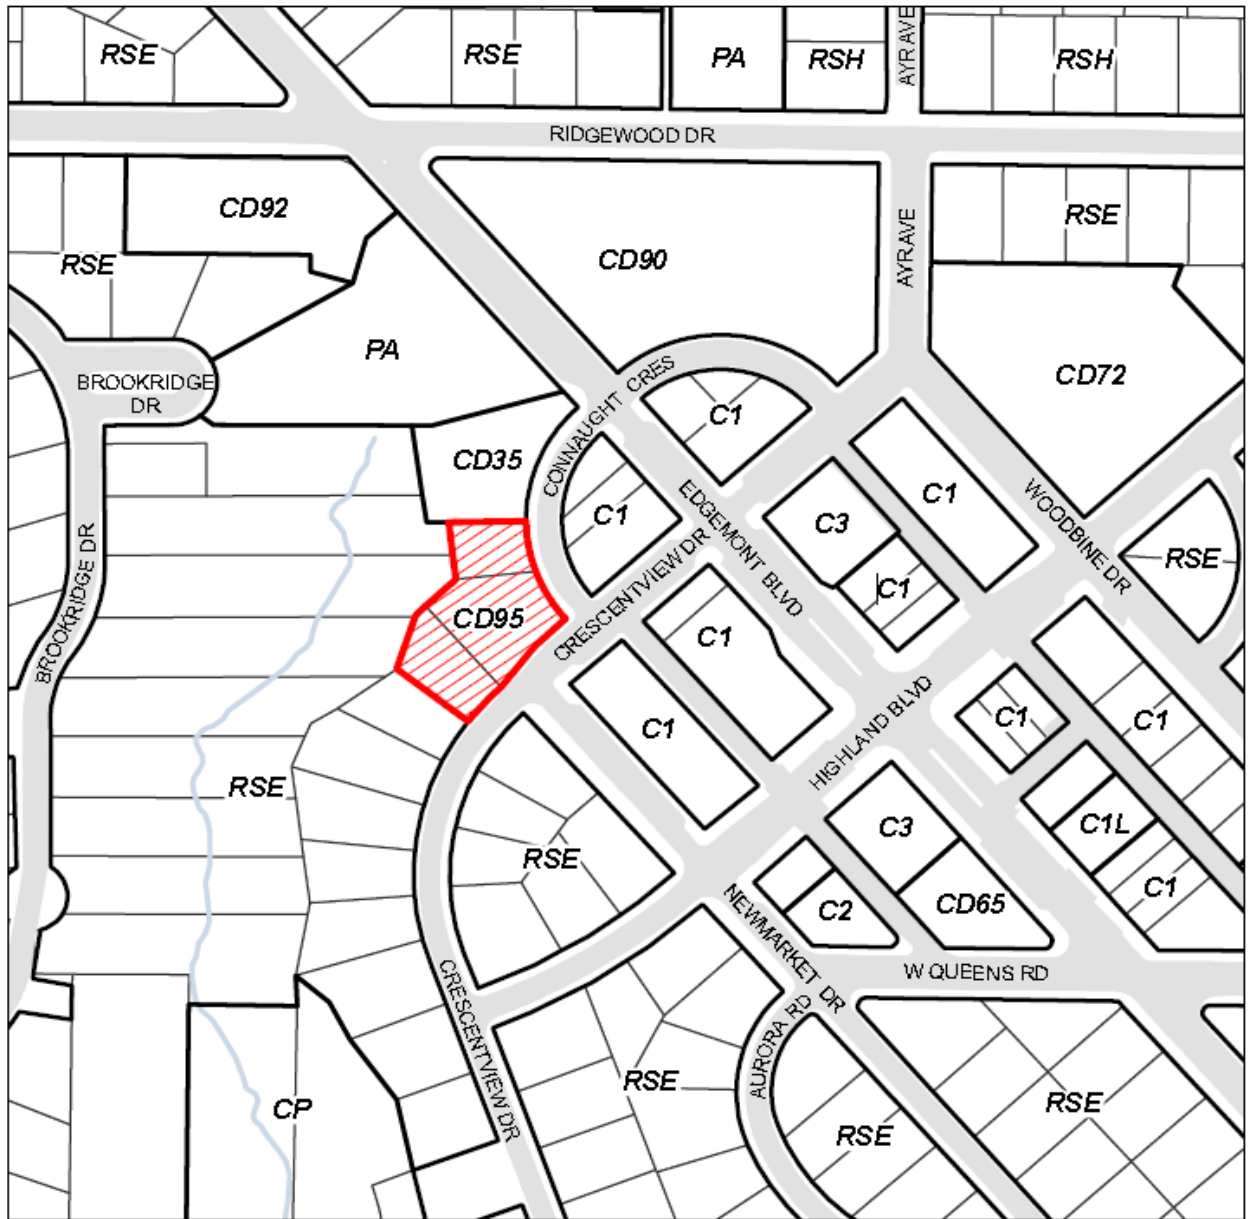 RSE
RSE
PA
RSH
AYR AVE
RSH
RIDGEWOOD DR
CD92
RSE
CD90
AYR AVE
RSE
PA
BROOKRIDGE
DR
CONNAUGHT CRES
C1
CD72
CD35
C1
EDGEMONT BLVD
C3
C1
WOODBINE DR
RSE
BROOKRIDGE DR
CD95
CRESCENTVIEW DR
C1
C1
C1
HIGHLAND BLVD
C1
C1
RSE
C3
C1L
RSE
C2
CD65
C1
NEWMARKET DR
W QUEENS RD
CRESCENTVIEW DR
AURORA RD
RSE
CP
RSE
RSE